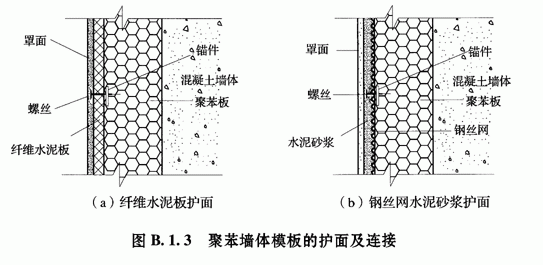 罩面
锚件
混凝土墙体
螺丝
聚苯板
纤维水泥板
(a)纤维水泥板护面
罩面
锚件
混凝土墙体
螺丝
聚苯板
钢丝网
水泥砂浆
(b)钢丝网水泥砂浆护面
图 B.1.3 聚苯墙体模板的护面及连接